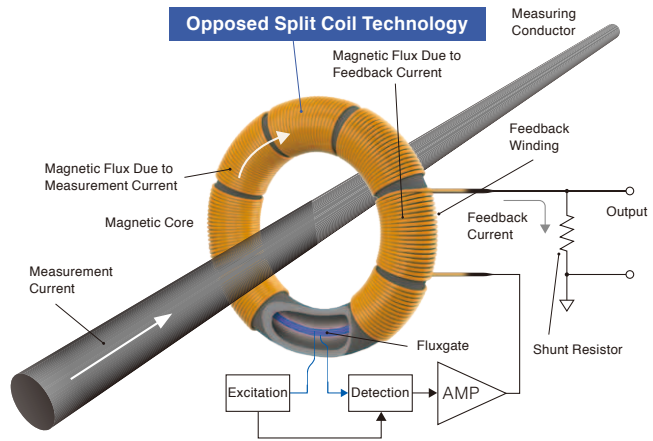 Opposed Split Coil Technology
Measuring
Conductor
Magnetic Flux Due to
Feedback Current
Feedback
Winding
Magnetic Flux Due to
Measurement Current
Magnetic Core
Feedback
Current
Output
Measurement
Current
Fluxgate
Shunt Resistor
Excitation
Detection
AMP